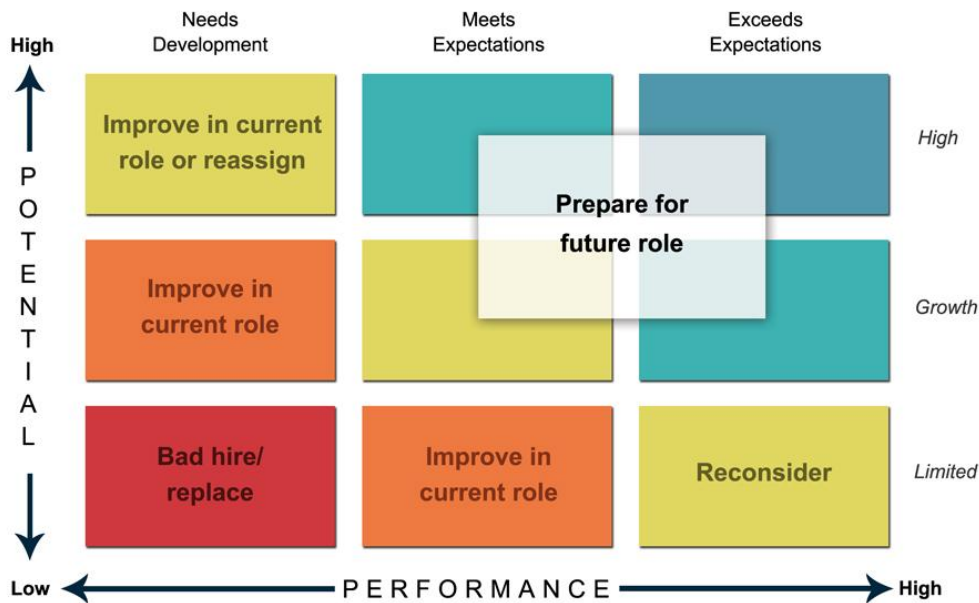 Needs
Development
Meets
Expectations
Exceeds
Expectations
High
Improve in current
role or reassign
High
Prepare for
future role
POTENTIAL
Improve in
current role
Growth
Bad hire/
replace
Improve in
current role
Reconsider
Limited
Low
PERFORMANCE
High